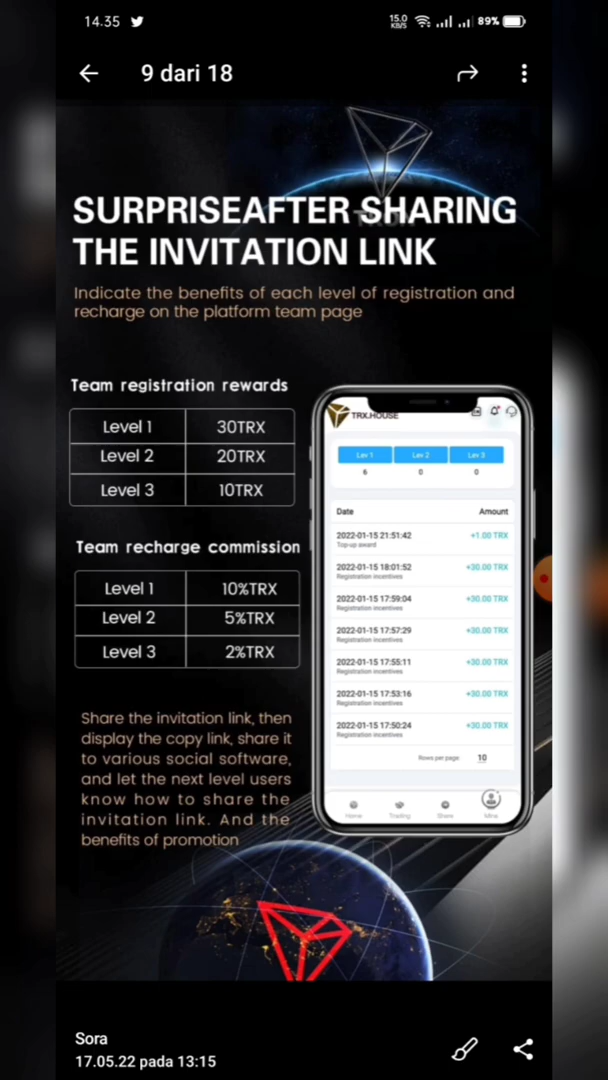 14.35
15.0
KB/S
89%
9 dari 18
SURPRISEAFTER SHARING
THE INVITATION LINK
Indicate the benefits of each level of registration and
recharge on the platform team page
Team registration rewards
Level 1 30TRX
Level 2 20TRX
Level 3 10TRX
Team recharge commission
Level 1 10%TRX
Level 2 5%TRX
Level 3 2%TRX
Share the invitation link, then
display the copy link, share it
to various social software,
and let the next level users
know how to share the
invitation link. And the
benefits of promotion
TRX.HOUSE
Lev 1 Lev 2 Lev 3
6 0 0
Date Amount
2022-01-15 21:51:42 +1.00 TRX
Top-up award
2022-01-15 18:01:52 +30.00 TRX
Registration incentives
2022-01-15 17:59:04 +30.00 TRX
Registration incentives
2022-01-15 17:57:29 +30.00 TRX
Registration incentives
2022-01-15 17:55:11 +30.00 TRX
Registration incentives
2022-01-15 17:53:16 +30.00 TRX
Registration incentives
2022-01-15 17:50:24 +30.00 TRX
Registration incentives
Rows per page 10
Home Trading Share Mine
Sora
17.05.22 pada 13:15